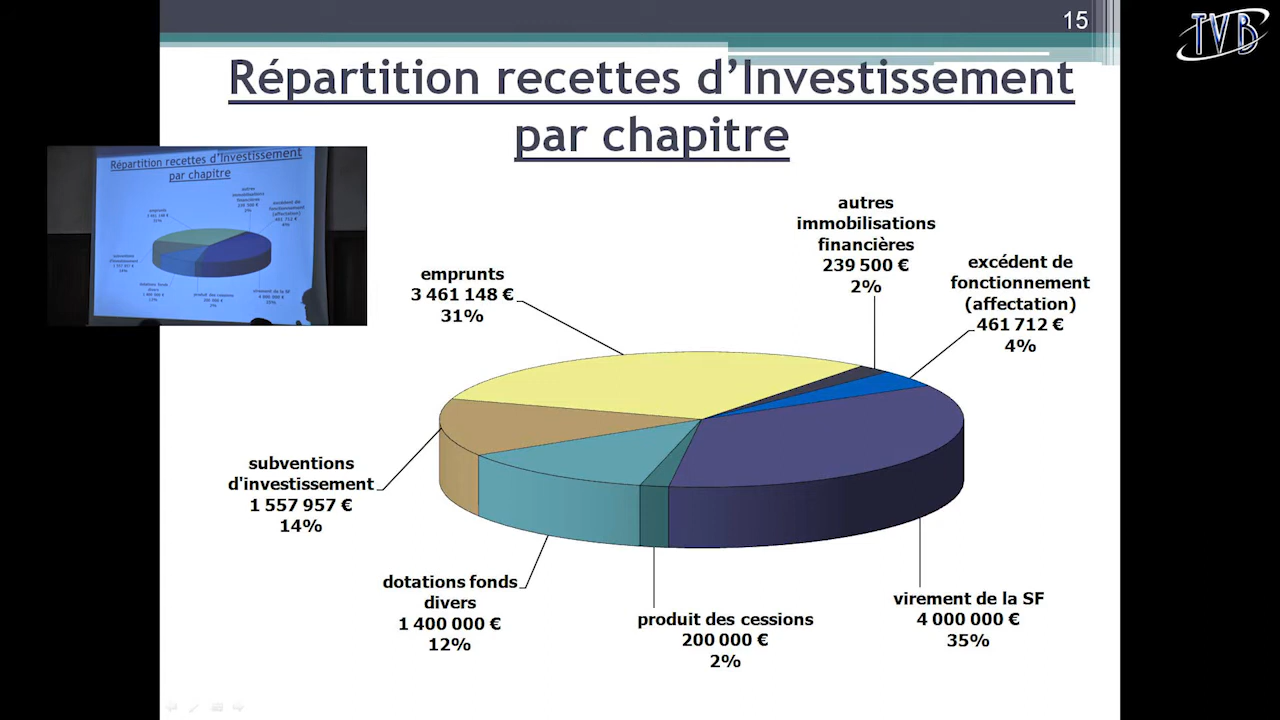 15
TVB
Répartition recettes d’Investissement
par chapitre
Répartition recettes d’Investissement
par chapitre
autres
immobilisations
financières
239 500 €
2%
excédent de
fonctionnement
(affectation)
461 712 €
4%
emprunts
3 461 148 €
31%
subventions
d'investissement
1 557 957 €
14%
dotations fonds
divers
1 400 000 €
12%
produit des cessions
200 000 €
2%
virement de la SF
4 000 000 €
35%